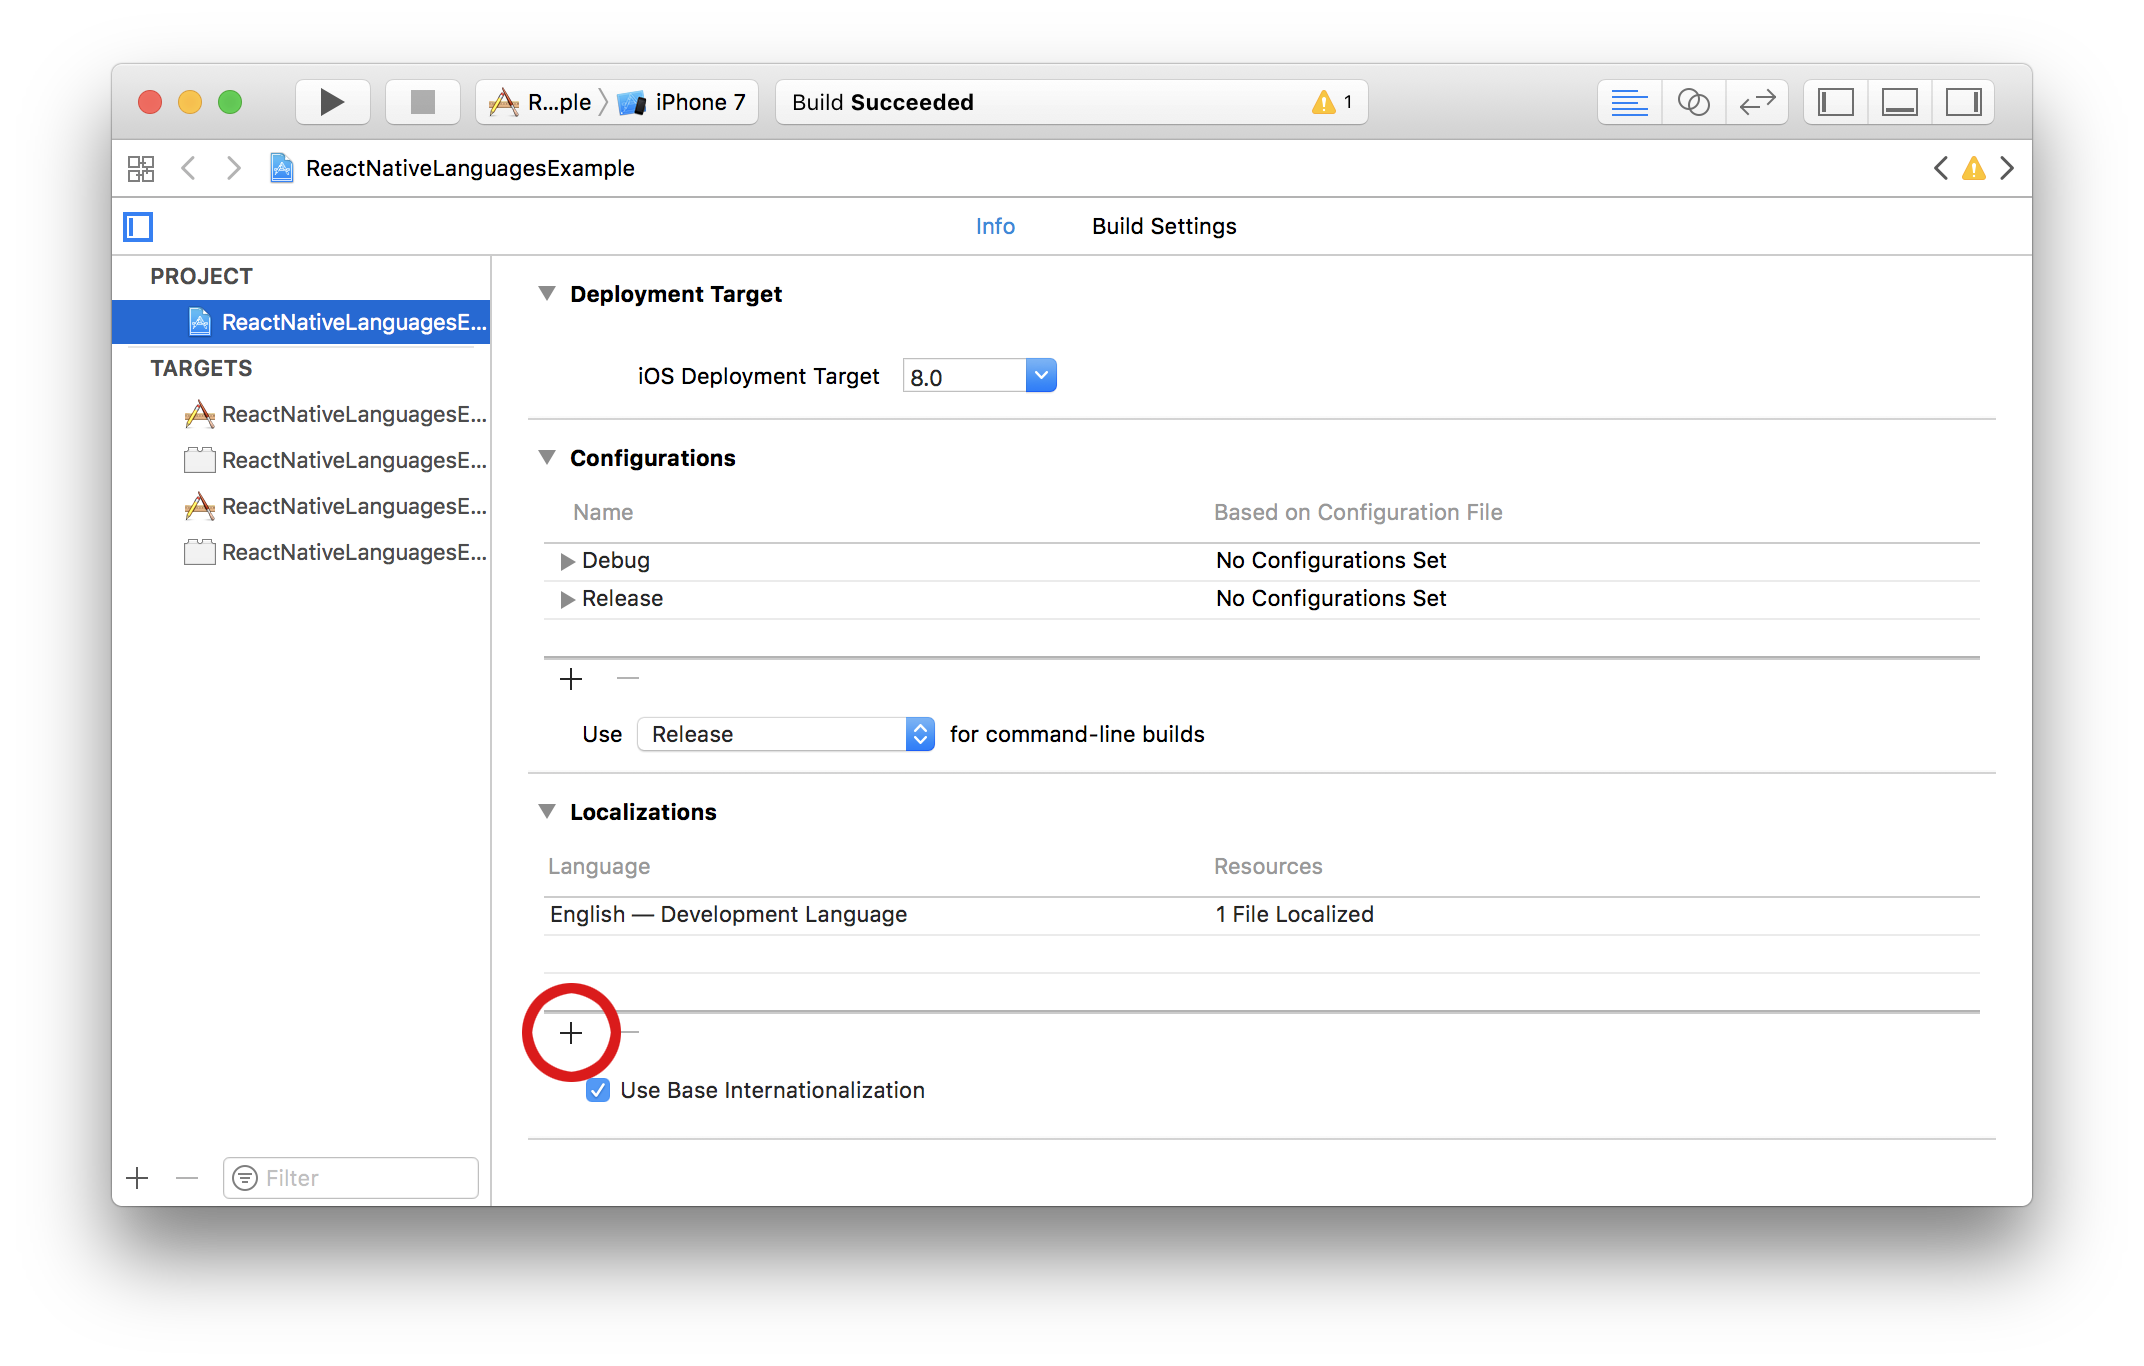 R...ple iPhone 7 Build Succeeded 1
ReactNativeLanguagesExample
Info Build Settings
PROJECT
ReactNativeLanguagesE...
TARGETS
ReactNativeLanguagesE...
ReactNativeLanguagesE...
ReactNativeLanguagesE...
ReactNativeLanguagesE...
Filter
Deployment Target
iOS Deployment Target 8.0
Configurations
Name Based on Configuration File
Debug No Configurations Set
Release No Configurations Set
Use Release for command-line builds
Localizations
Language Resources
English — Development Language 1 File Localized
Use Base Internationalization